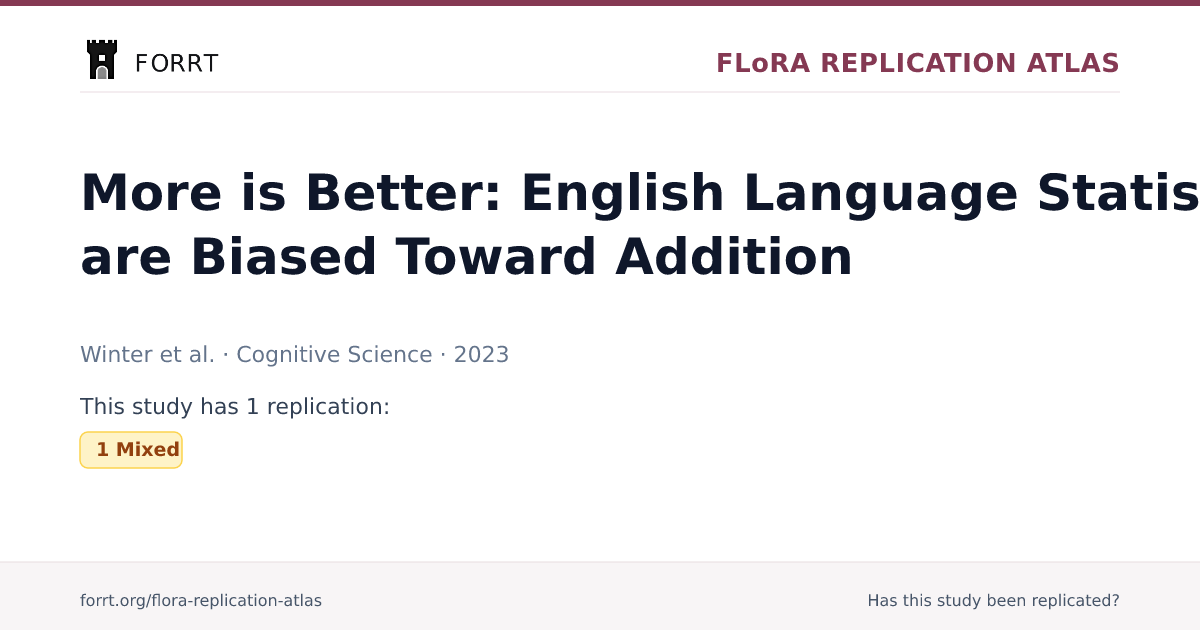 FORRT
FLoRA REPLICATION ATLAS
More is Better: English Language Statis
are Biased Toward Addition
Winter et al. · Cognitive Science · 2023
This study has 1 replication:
1 Mixed
forrt.org/flora-replication-atlas
Has this study been replicated?